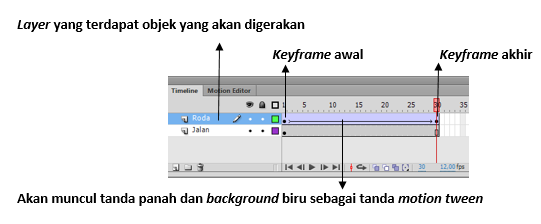 Layer yang terdapat objek yang akan digerakan
Keyframe awal
Keyframe akhir
Timeline Motion Editor
1 5 10 15 20 25 30 35
Roda
Jalan
30 12.00 fps
Akan muncul tanda panah dan background biru sebagai tanda motion tween